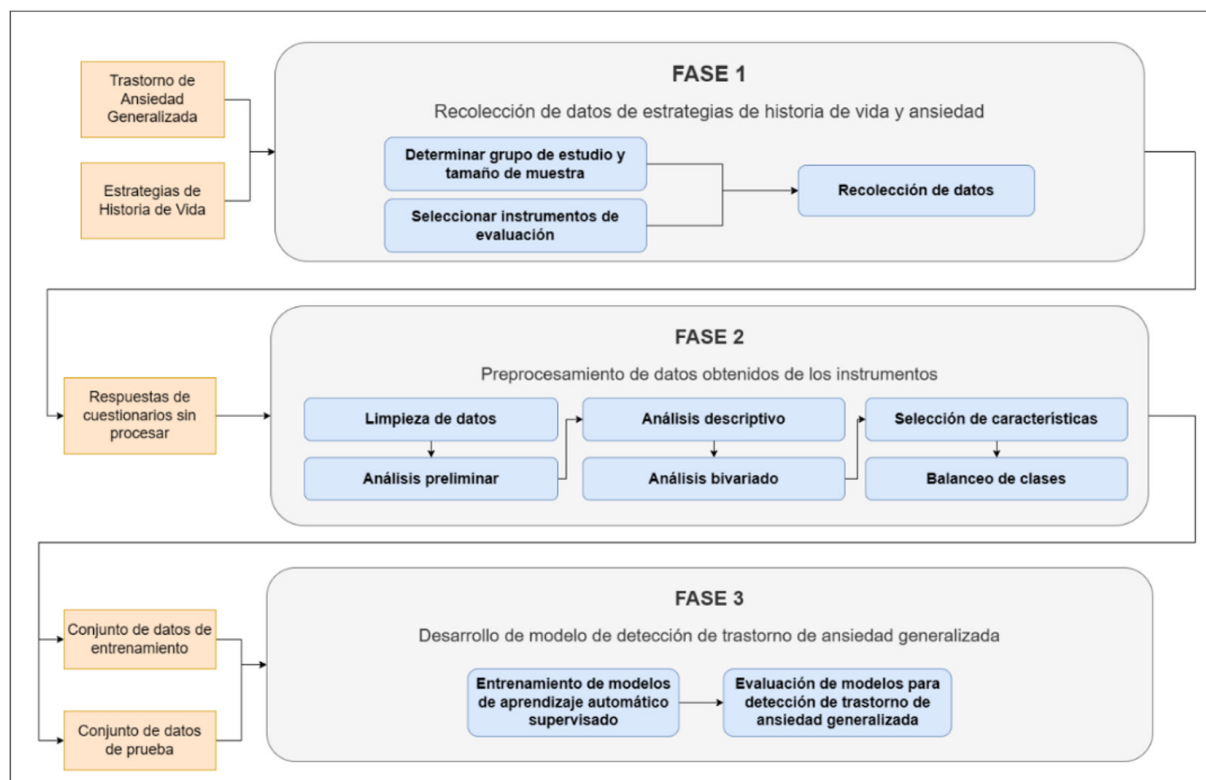 Trastorno de
Ansiedad
Generalizada
Estrategias de
Historia de Vida
FASE 1
Recolección de datos de estrategias de historia de vida y ansiedad
Determinar grupo de estudio y
tamaño de muestra
Seleccionar instrumentos de
evaluación
Recolección de datos
Respuestas de
cuestionarios sin
procesar
FASE 2
Preprocesamiento de datos obtenidos de los instrumentos
Limpieza de datos
Análisis preliminar
Análisis descriptivo
Análisis bivariado
Selección de características
Balanceo de clases
Conjunto de datos de
entrenamiento
Conjunto de datos
de prueba
FASE 3
Desarrollo de modelo de detección de trastorno de ansiedad generalizada
Entrenamiento de modelos
de aprendizaje automático
supervisado
Evaluación de modelos para
detección de trastorno de
ansiedad generalizada